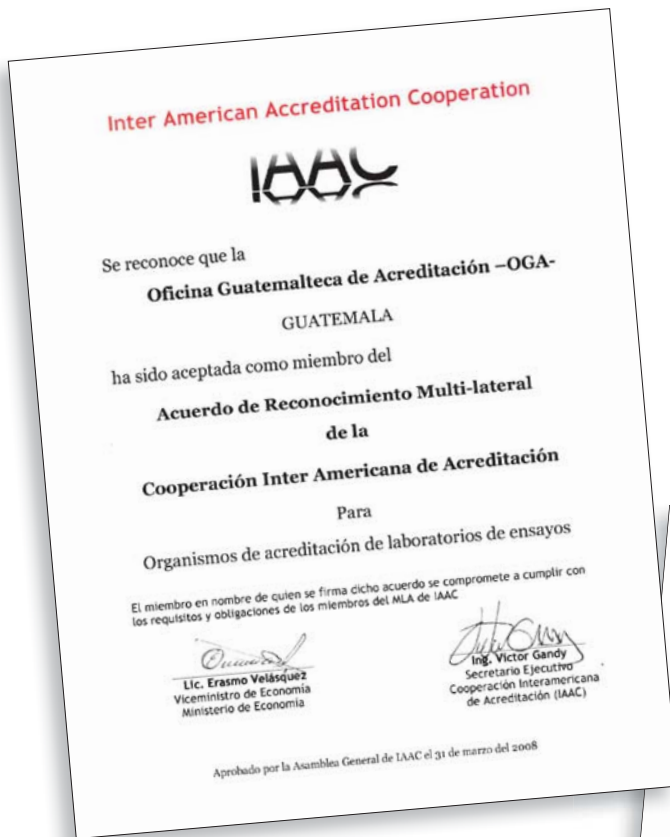 Inter American Accreditation Cooperation
IAAC
Se reconoce que la
Oficina Guatemalteca de Acreditación –OGA-
GUATEMALA
ha sido aceptada como miembro del
Acuerdo de Reconocimiento Multi-lateral
de la
Cooperación Inter Americana de Acreditación
Para
Organismos de acreditación de laboratorios de ensayos
El miembro en nombre de quien se firma dicho acuerdo se compromete a cumplir con
los requisitos y obligaciones de los miembros del MLA de IAAC
Lic. Erasmo Velásquez
Viceministro de Economía
Ministerio de Economía
Ing. Victor Gandy
Secretario Ejecutivo
Cooperación Interamericana
de Acreditación (IAAC)
Aprobado por la Asamblea General de IAAC el 31 de marzo del 2008